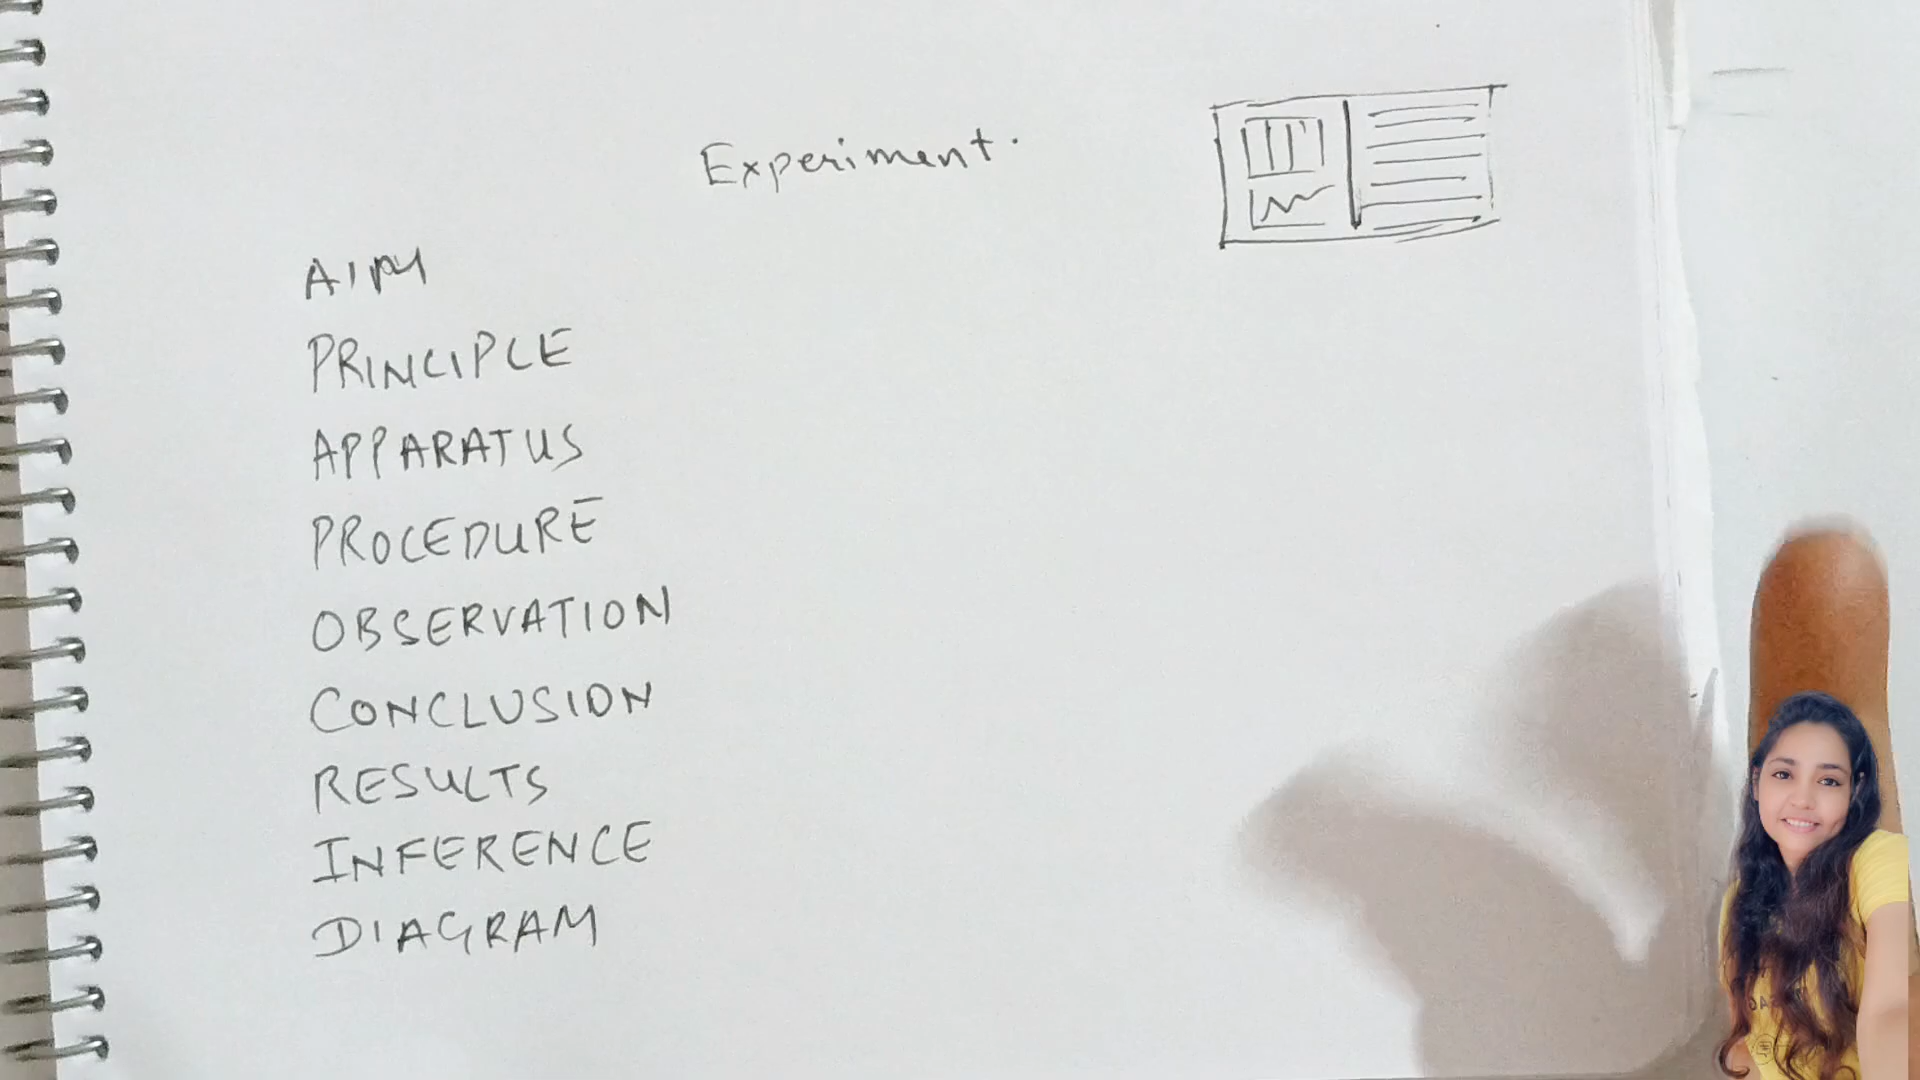 Experiment.
AIM
PRINCIPLE
APPARATUS
PROCEDURE
OBSERVATION
CONCLUSION
RESULTS
INFERENCE
DIAGRAM